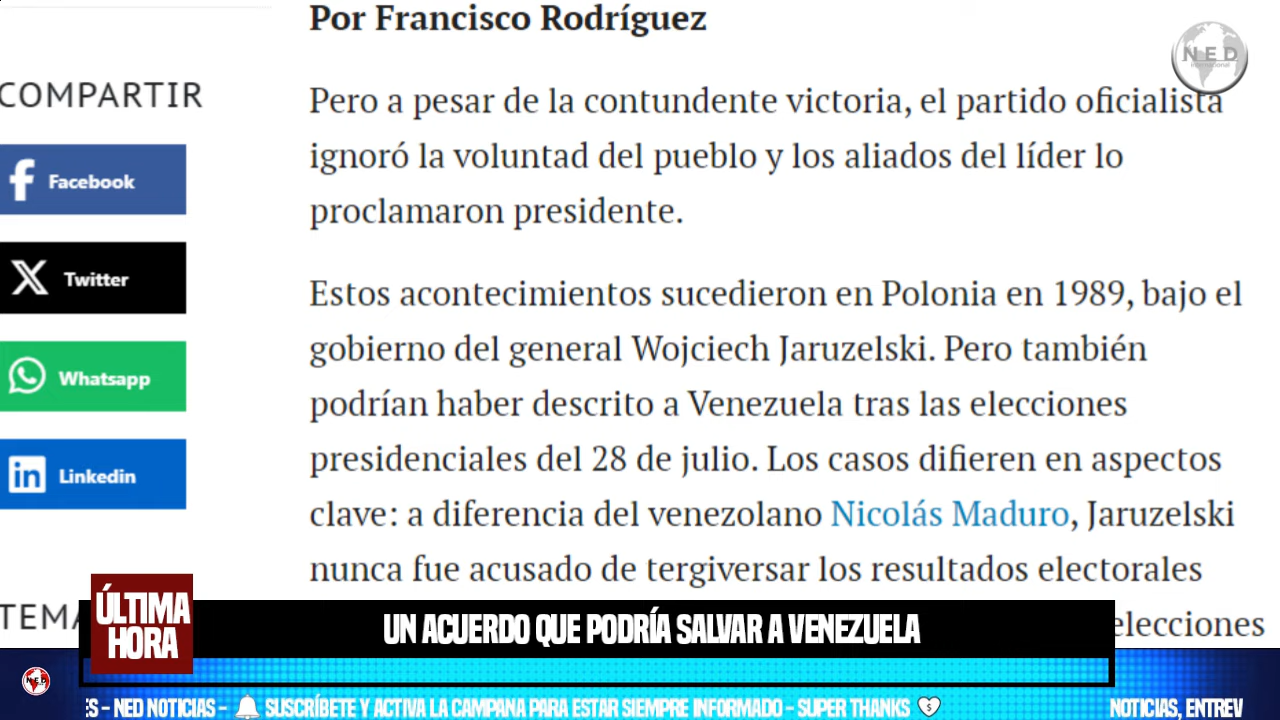 Por Francisco Rodríguez
NED
International
COMPARTIR
Pero a pesar de la contundente victoria, el partido oficialista
ignoró la voluntad del pueblo y los aliados del líder lo
proclamaron presidente.
Facebook
Twitter
Whatsapp
Linkedin
Estos acontecimientos sucedieron en Polonia en 1989, bajo el
gobierno del general Wojciech Jaruzelski. Pero también
podrían haber descrito a Venezuela tras las elecciones
presidenciales del 28 de julio. Los casos difieren en aspectos
clave: a diferencia del venezolano Nicolás Maduro, Jaruzelski
nunca fue acusado de tergiversar los resultados electorales
elecciones
TEMA
ÚLTIMA
HORA
UN ACUERDO QUE PODRÍA SALVAR A VENEZUELA
NED
ES - NED NOTICIAS - SUSCRÍBETE Y ACTIVA LA CAMPANA PARA ESTAR SIEMPRE INFORMADO - SUPER THANKS NOTICIAS, ENTREV